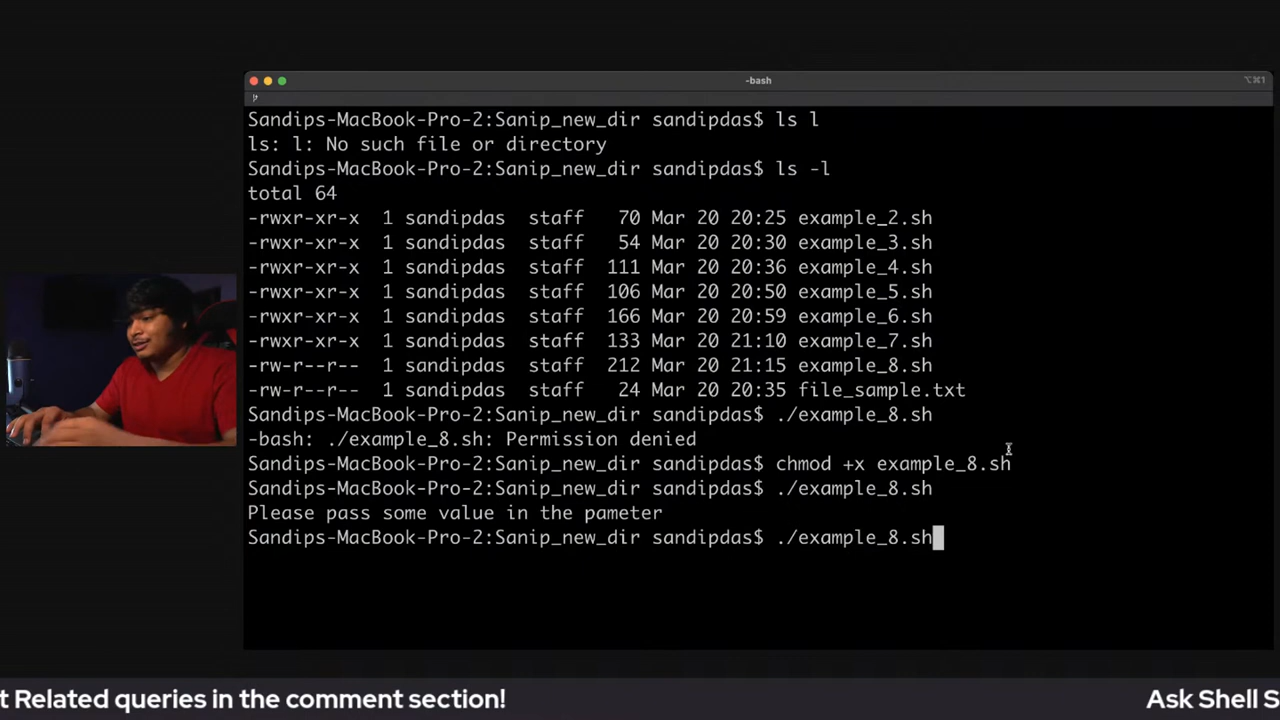 -bash
⌥⌘1
Sandips-MacBook-Pro-2:Sanip_new_dir sandipdas$ ls l
ls: l: No such file or directory
Sandips-MacBook-Pro-2:Sanip_new_dir sandipdas$ ls -l
total 64
-rwxr-xr-x  1 sandipdas  staff   70 Mar 20 20:25 example_2.sh
-rwxr-xr-x  1 sandipdas  staff   54 Mar 20 20:30 example_3.sh
-rwxr-xr-x  1 sandipdas  staff  111 Mar 20 20:36 example_4.sh
-rwxr-xr-x  1 sandipdas  staff  106 Mar 20 20:50 example_5.sh
-rwxr-xr-x  1 sandipdas  staff  166 Mar 20 20:59 example_6.sh
-rwxr-xr-x  1 sandipdas  staff  133 Mar 20 21:10 example_7.sh
-rw-r--r--  1 sandipdas  staff  212 Mar 20 21:15 example_8.sh
-rw-r--r--  1 sandipdas  staff   24 Mar 20 20:35 file_sample.txt
Sandips-MacBook-Pro-2:Sanip_new_dir sandipdas$ ./example_8.sh
-bash: ./example_8.sh: Permission denied
Sandips-MacBook-Pro-2:Sanip_new_dir sandipdas$ chmod +x example_8.sh
Sandips-MacBook-Pro-2:Sanip_new_dir sandipdas$ ./example_8.sh
Please pass some value in the pameter
Sandips-MacBook-Pro-2:Sanip_new_dir sandipdas$ ./example_8.sh
t Related queries in the comment section! Ask Shell S